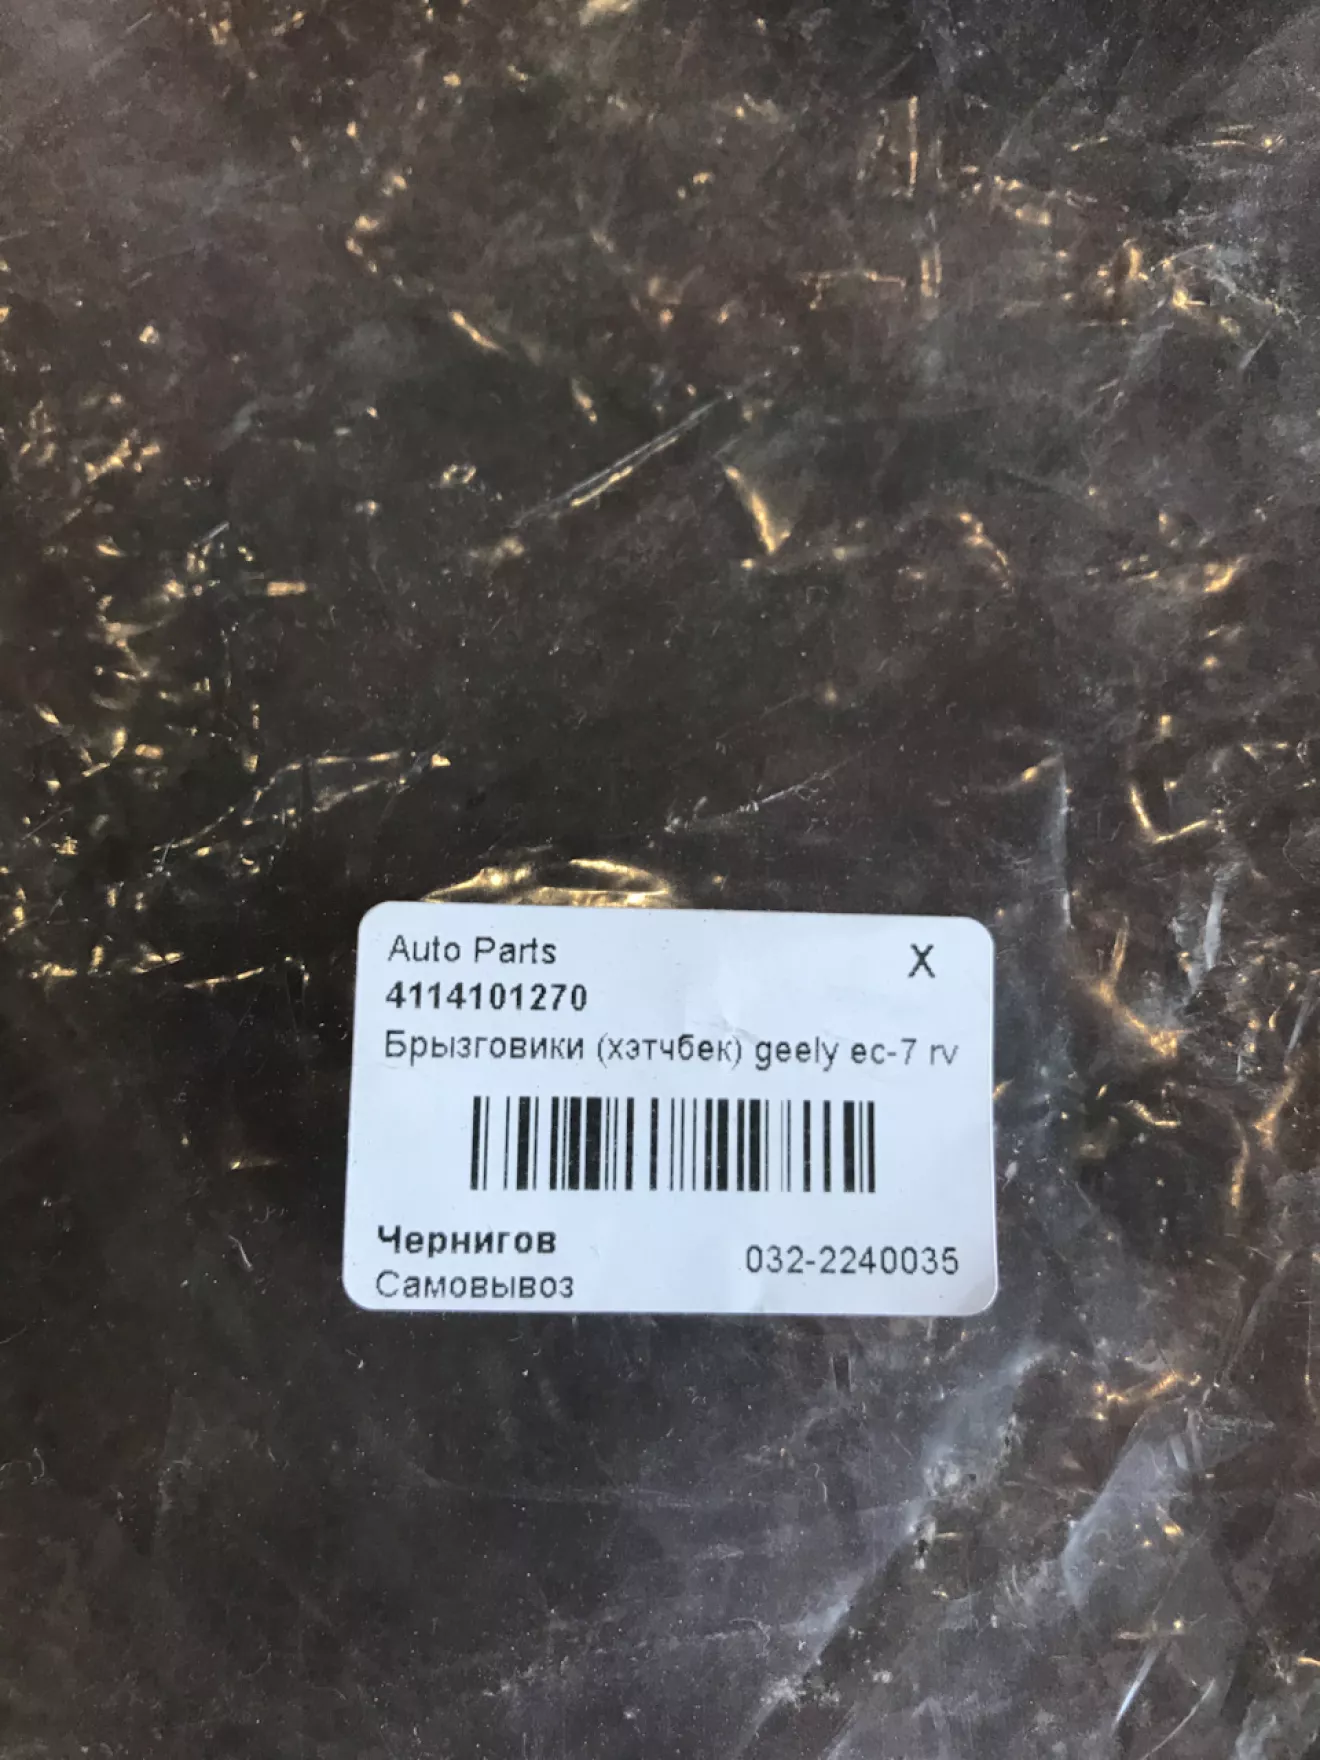 Auto Parts X
4114101270
Брызговики (хэтчбек) geely ec-7 rv
Чернигов
Самовывоз 032-2240035